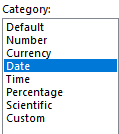 Category:
Default
Number
Currency
Date
Time
Percentage
Scientific
Custom